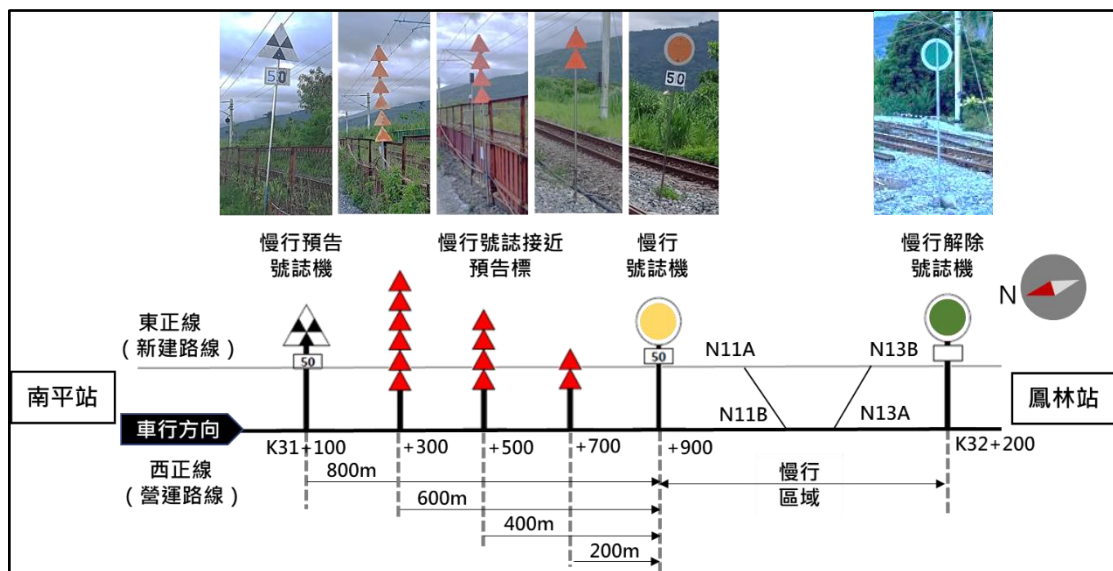 50
50
慢行預告
號誌機
慢行號誌接近
預告標
慢行
號誌機
慢行解除
號誌機
N
東正線
（新建路線）
50
50
N11A
N13B
南平站
鳳林站
車行方向
N11B
N13A
K31+100
+300
+500
+700
+900
K32+200
西正線
（營運路線）
800m
慢行
區域
600m
400m
200m